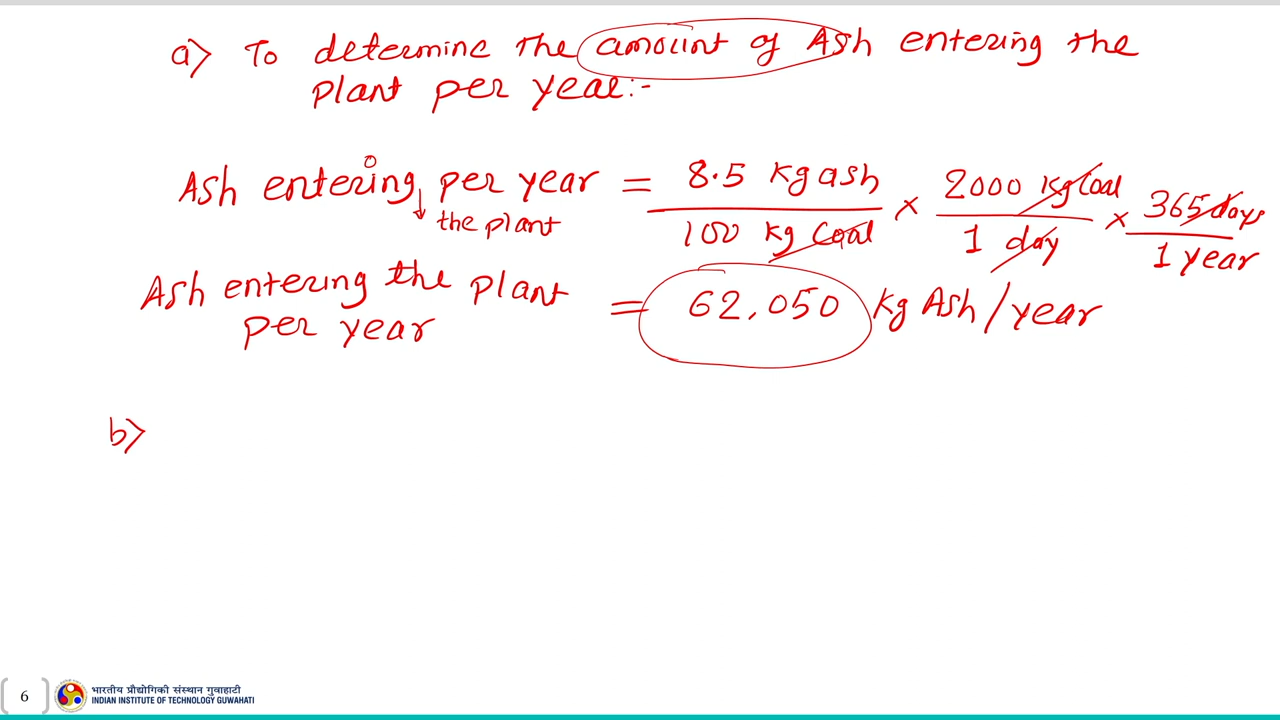 a) To determine the amount of Ash entering the
plant per year:-
Ash entering per year = 8.5 kg ash / 100 kg coal × 2000 kg coal / 1 day × 365 days / 1 year
the plant
Ash entering the plant per year = 62,050 kg Ash/year
b)
6
भारतीय प्रौद्योगिकी संस्थान गुवाहाटी
INDIAN INSTITUTE OF TECHNOLOGY GUWAHATI